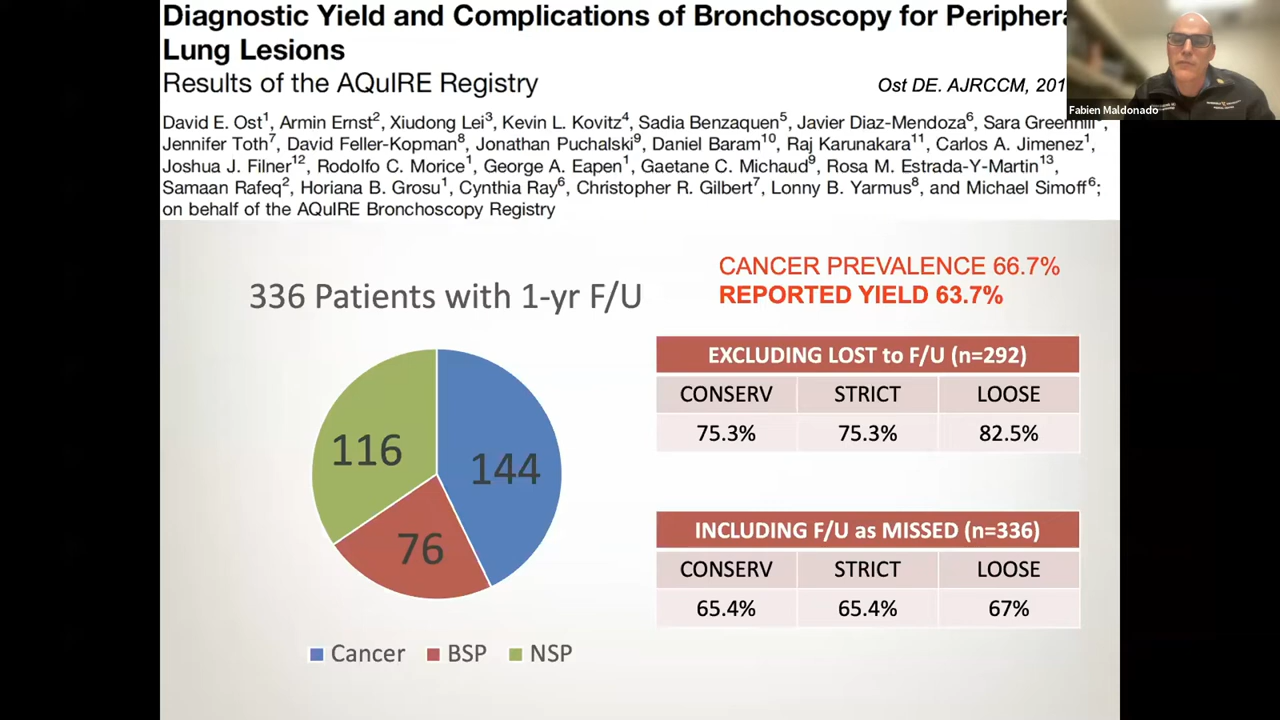 Diagnostic Yield and Complications of Bronchoscopy for Periphera
Lung Lesions
Results of the AQuIRE Registry
Ost DE. AJRCCM, 201
Fabien Maldonado
David E. Ost1, Armin Ernst2, Xiudong Lei3, Kevin L. Kovitz4, Sadia Benzaquen5, Javier Diaz-Mendoza6, Sara Greenhill
Jennifer Toth7, David Feller-Kopman8, Jonathan Puchalski9, Daniel Baram10, Raj Karunakara11, Carlos A. Jimenez1,
Joshua J. Filner12, Rodolfo C. Morice1, George A. Eapen1, Gaetane C. Michaud9, Rosa M. Estrada-Y-Martin13,
Samaan Rafeq2, Horiana B. Grosu1, Cynthia Ray6, Christopher R. Gilbert7, Lonny B. Yarmus8, and Michael Simoff6;
on behalf of the AQuIRE Bronchoscopy Registry
336 Patients with 1-yr F/U
116
144
76
Cancer BSP NSP
CANCER PREVALENCE 66.7%
REPORTED YIELD 63.7%
EXCLUDING LOST to F/U (n=292)
CONSERV STRICT LOOSE
75.3% 75.3% 82.5%
INCLUDING F/U as MISSED (n=336)
CONSERV STRICT LOOSE
65.4% 65.4% 67%